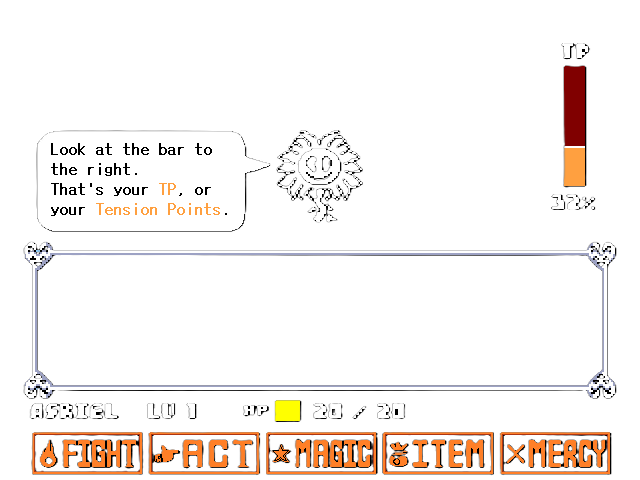 TP
Look at the bar to
the right.
That's your TP, or
your Tension Points.
32%
ASRIEL LV 1 HP 20 / 20
FIGHT ACT MAGIC ITEM MERCY